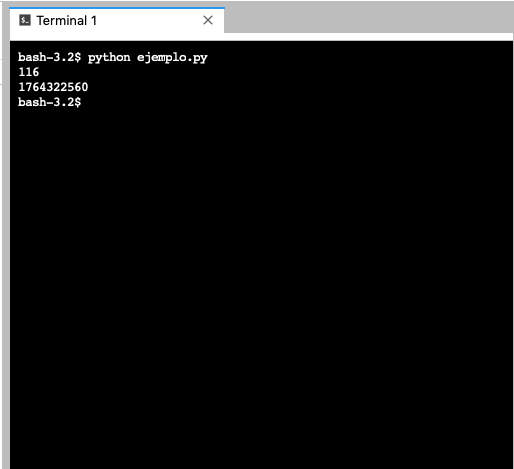 Terminal 1
bash-3.2$ python ejemplo.py
116
1764322560
bash-3.2$